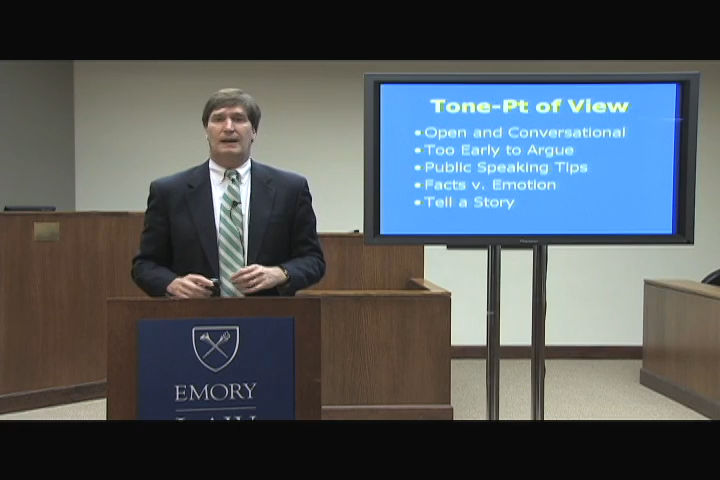 Tone-Pt of View
• Open and Conversational
• Too Early to Argue
• Public Speaking Tips
• Facts v. Emotion
• Tell a Story
EMORY
LAW